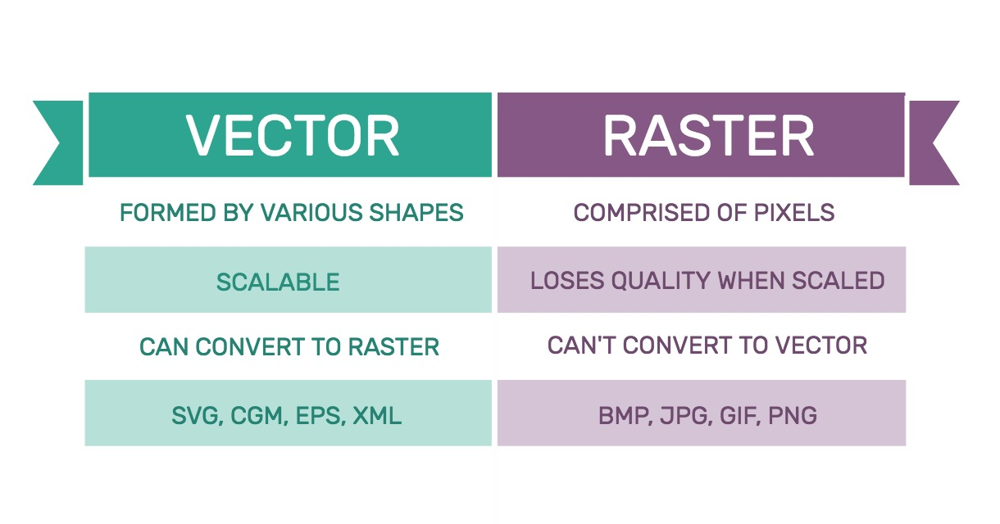 VECTOR
RASTER
FORMED BY VARIOUS SHAPES
COMPRISED OF PIXELS
SCALABLE
LOSES QUALITY WHEN SCALED
CAN CONVERT TO RASTER
CAN'T CONVERT TO VECTOR
SVG, CGM, EPS, XML
BMP, JPG, GIF, PNG